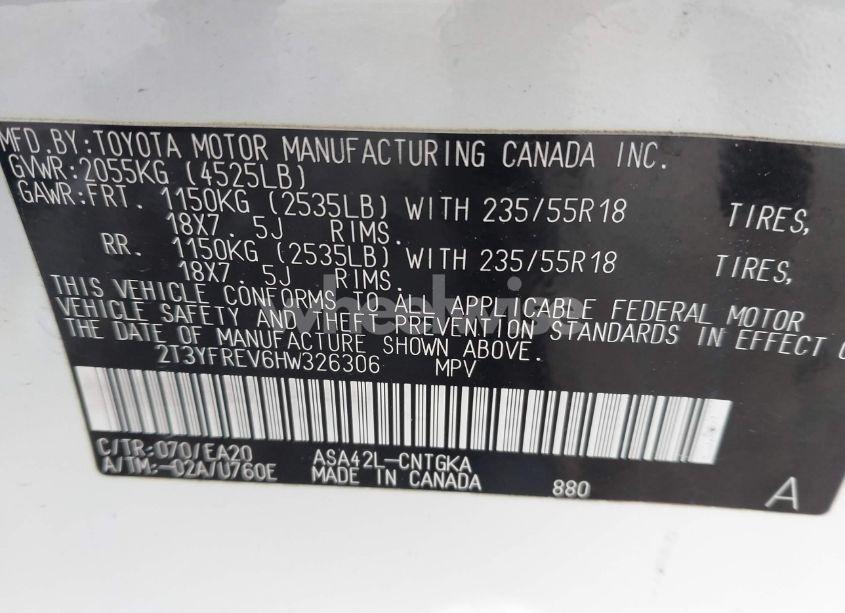 MFD.BY:TOYOTA MOTOR MANUFACTURING CANADA INC.
GVWR:2055KG (4525LB)
GAWR:FRT. 1150KG (2535LB) WITH 235/55R18 TIRES,
18X7. 5J RIMS.
RR. 1150KG (2535LB) WITH 235/55R18 TIRES,
18X7. 5J RIMS.
THIS VEHICLE CONFORMS TO ALL APPLICABLE FEDERAL MOTOR
VEHICLE SAFETY AND THEFT PREVENTION STANDARDS IN EFFECT
THE DATE OF MANUFACTURE SHOWN ABOVE.
2T3YFREV6HW326306 MPV
C/TR:070/EA20 ASA42L-CNTGKA
A/TM:-02A/U760E MADE IN CANADA 880 A